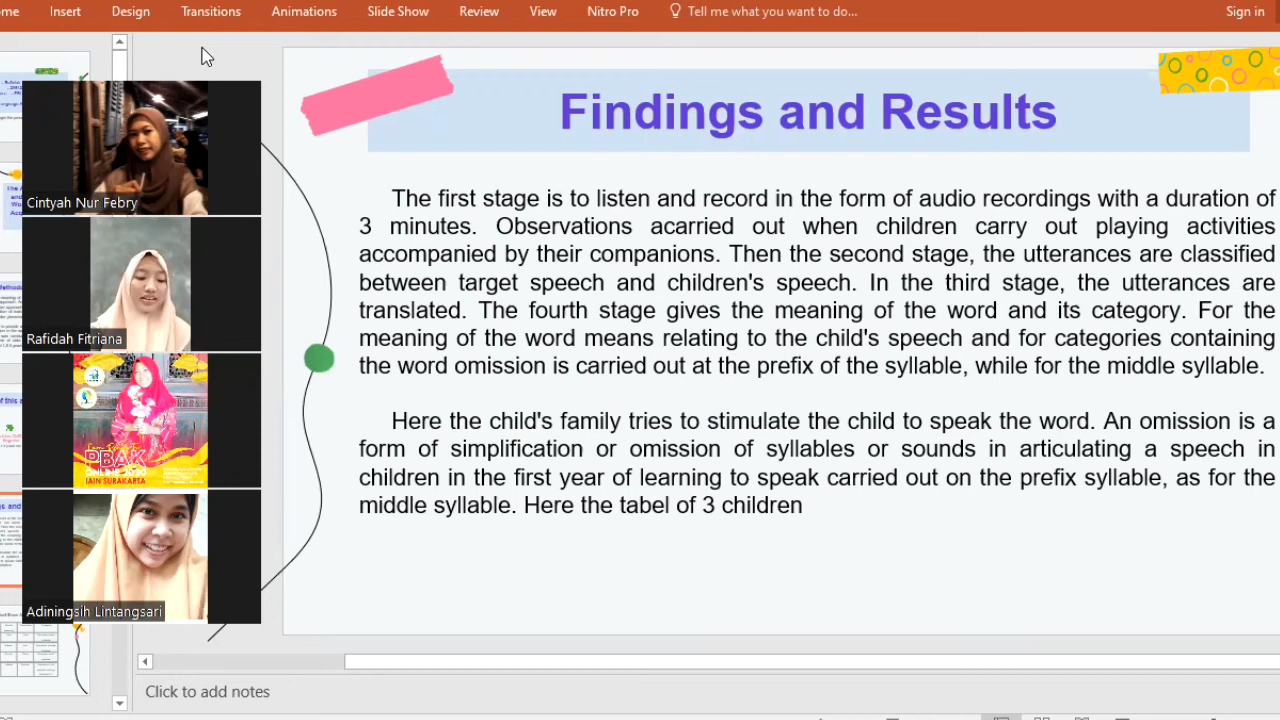 ome Insert Design Transitions Animations Slide Show Review View Nitro Pro Tell me what you want to do... Sign in
Findings and Results
The first stage is to listen and record in the form of audio recordings with a duration of
3 minutes. Observations acarried out when children carry out playing activities
accompanied by their companions. Then the second stage, the utterances are classified
between target speech and children's speech. In the third stage, the utterances are
translated. The fourth stage gives the meaning of the word and its category. For the
meaning of the word means relating to the child's speech and for categories containing
the word omission is carried out at the prefix of the syllable, while for the middle syllable.
Here the child's family tries to stimulate the child to speak the word. An omission is a
form of simplification or omission of syllables or sounds in articulating a speech in
children in the first year of learning to speak carried out on the prefix syllable, as for the
middle syllable. Here the tabel of 3 children
Cintyah Nur Febry
Rafidah Fitriana
PBAK
ONLINE 2020
IAIN SURAKARTA
Adiningsih Lintangsari
Click to add notes